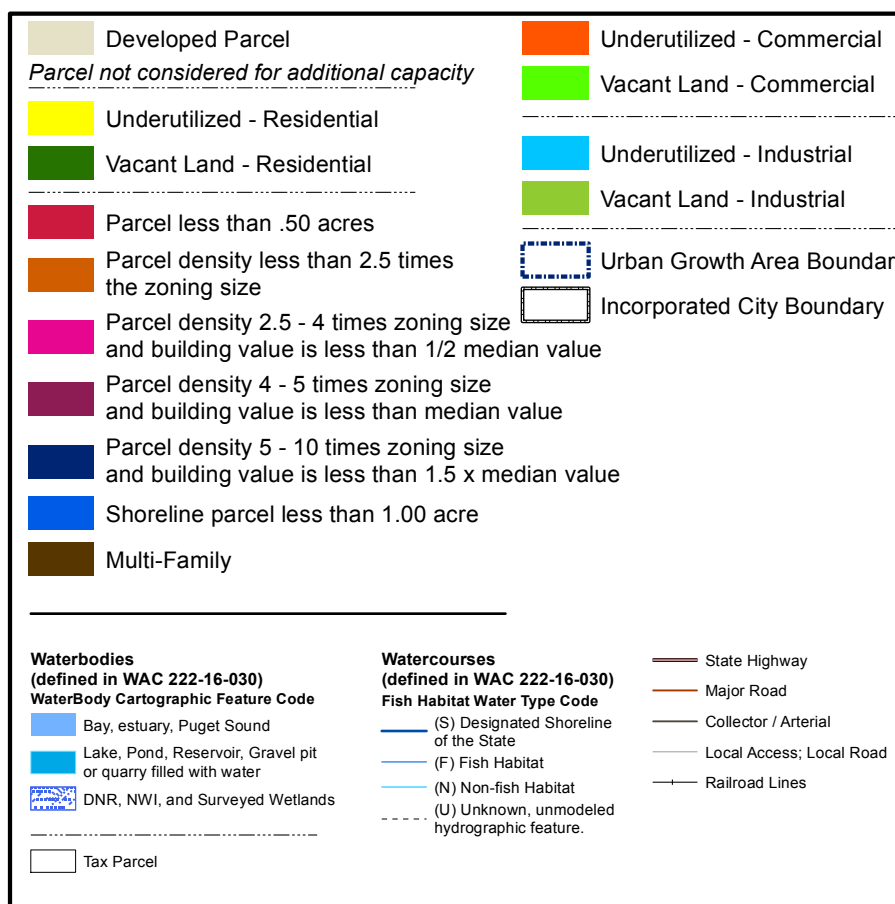 Developed Parcel
Parcel not considered for additional capacity
Underutilized - Residential
Vacant Land - Residential
Parcel less than .50 acres
Parcel density less than 2.5 times
the zoning size
Parcel density 2.5 - 4 times zoning size
and building value is less than 1/2 median value
Parcel density 4 - 5 times zoning size
and building value is less than median value
Parcel density 5 - 10 times zoning size
and building value is less than 1.5 x median value
Shoreline parcel less than 1.00 acre
Multi-Family
Underutilized - Commercial
Vacant Land - Commercial
Underutilized - Industrial
Vacant Land - Industrial
Urban Growth Area Boundar
Incorporated City Boundary
Waterbodies
(defined in WAC 222-16-030)
WaterBody Cartographic Feature Code
Bay, estuary, Puget Sound
Lake, Pond, Reservoir, Gravel pit
or quarry filled with water
DNR, NWI, and Surveyed Wetlands
Tax Parcel
Watercourses
(defined in WAC 222-16-030)
Fish Habitat Water Type Code
(S) Designated Shoreline
of the State
(F) Fish Habitat
(N) Non-fish Habitat
(U) Unknown, unmodeled
hydrographic feature.
State Highway
Major Road
Collector / Arterial
Local Access; Local Road
Railroad Lines